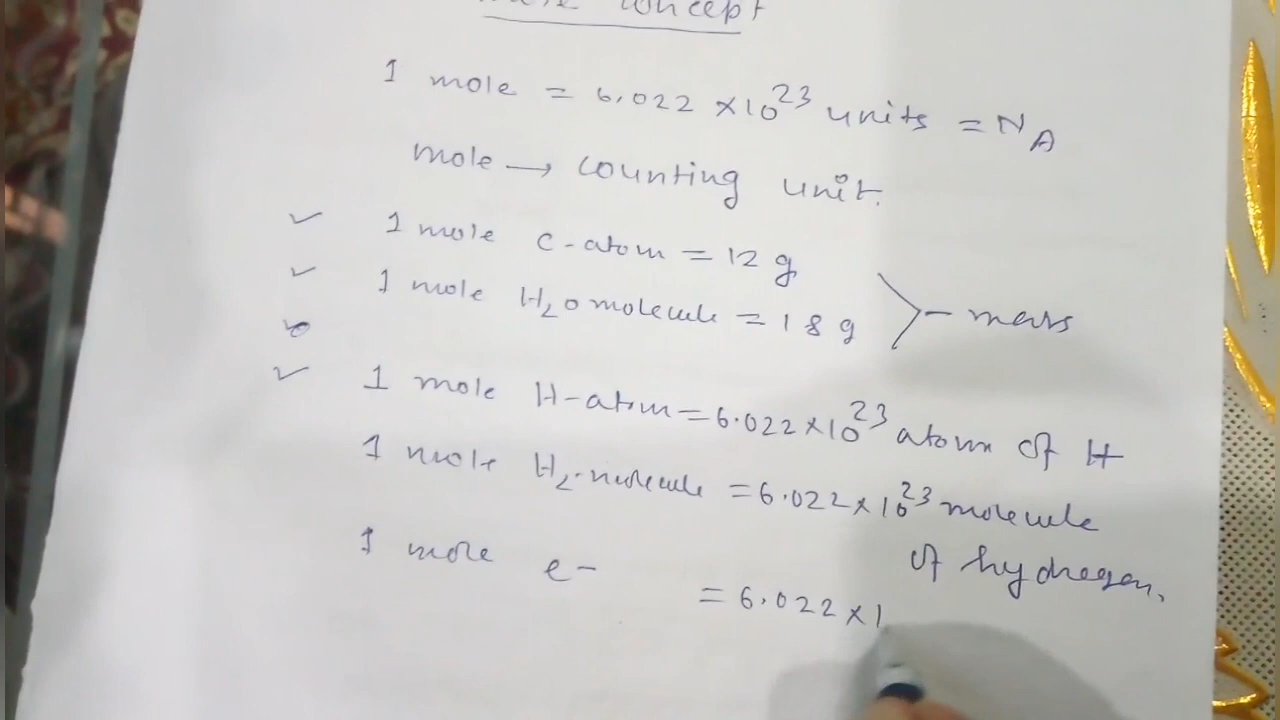 concept
1 mole = 6.022 ×10²³ units = N_A
mole → counting unit.
✓ 1 mole C-atom = 12 g
✓ 1 mole H₂O molecule = 18 g — mass
✓ 1 mole H-atom = 6.022×10²³ atom of H
1 mole H₂-molecule = 6.022×10²³ molecule
of hydrogen.
1 mole e⁻ = 6.022 × 1